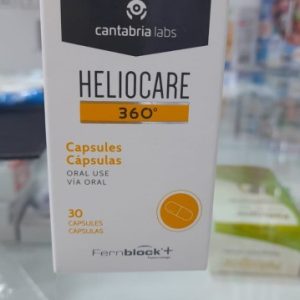 cantabria labs
HELIOCARE
360°
Capsules
Cápsulas
ORAL USE
VÍA ORAL
30
CAPSULES
CÁPSULAS
Fernblock+